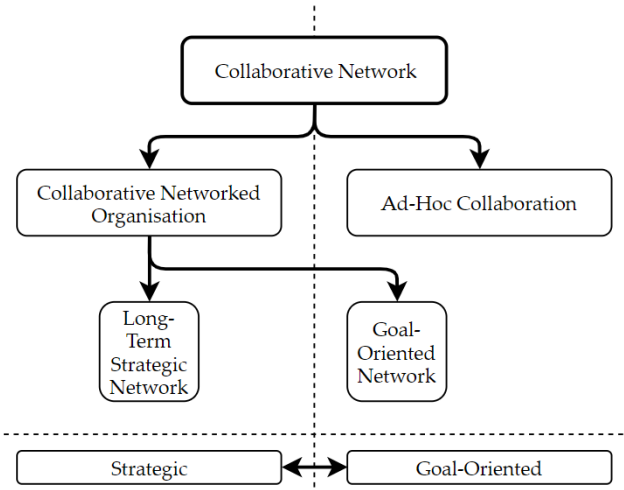 Collaborative Network
Collaborative Networked
Organisation
Ad-Hoc Collaboration
Long-
Term
Strategic
Network
Goal-
Oriented
Network
Strategic
Goal-Oriented